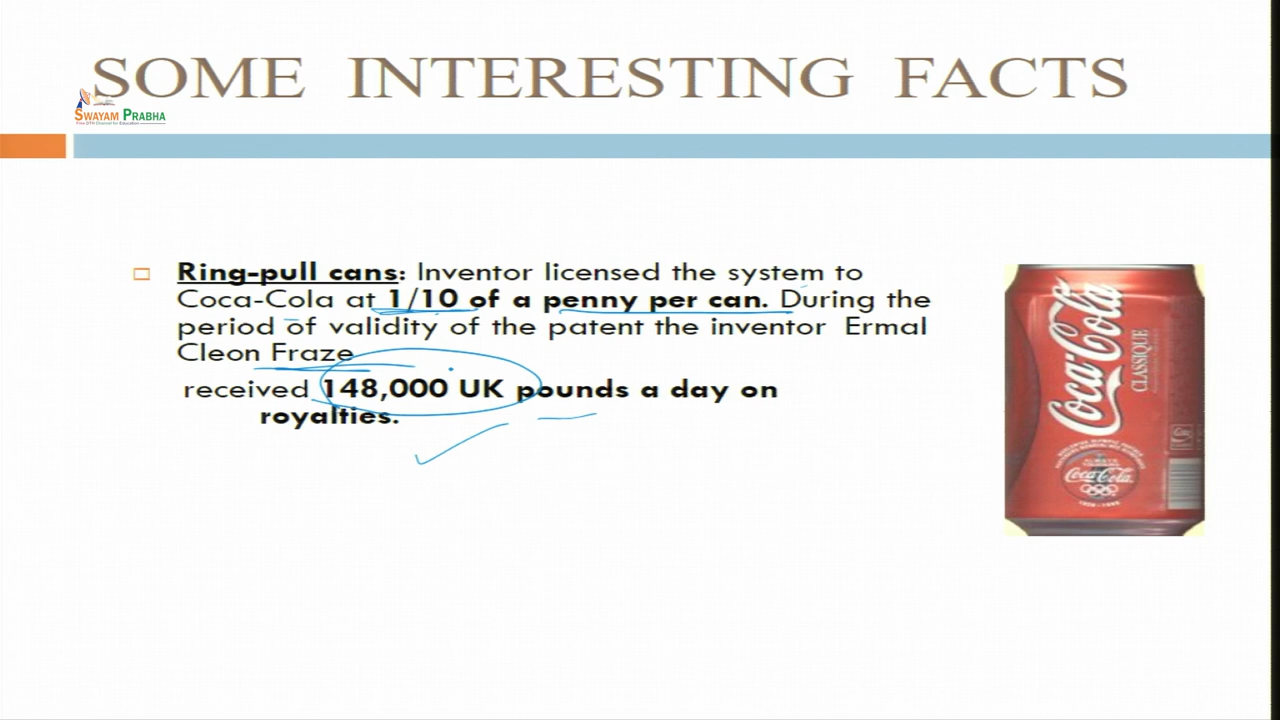 SOME INTERESTING FACTS
SWAYAM PRABHA
Ring-pull cans: Inventor licensed the system to
Coca-Cola at 1/10 of a penny per can. During the
period of validity of the patent the inventor Ermal
Cleon Fraze
received 148,000 UK pounds a day on
royalties.
Coca-Cola
CLASSIQUE
ALWAYS
Coca-Cola